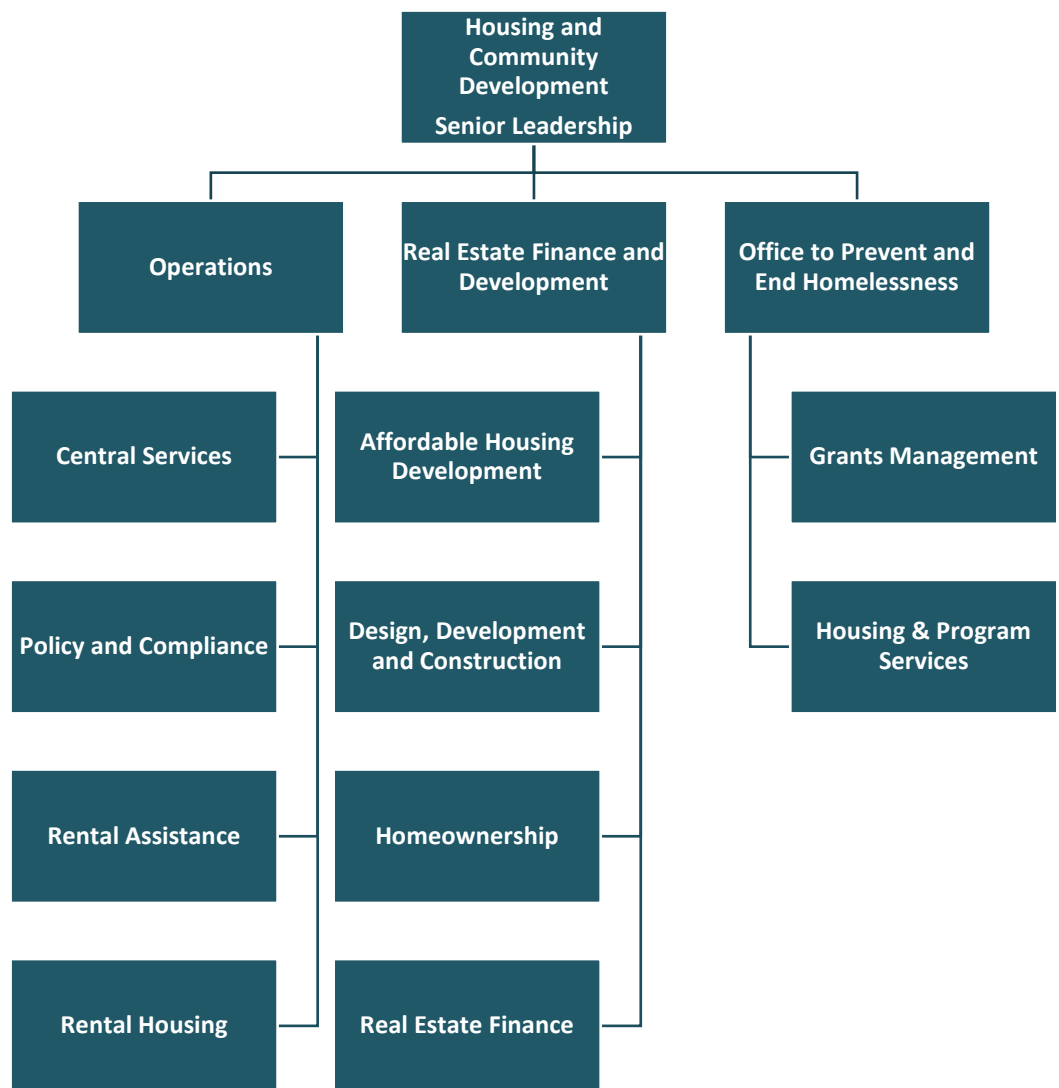 Housing and
Community
Development
Senior Leadership
Operations
Real Estate Finance and
Development
Office to Prevent and
End Homelessness
Central Services
Affordable Housing
Development
Grants Management
Policy and Compliance
Design, Development
and Construction
Housing & Program
Services
Rental Assistance
Homeownership
Rental Housing
Real Estate Finance